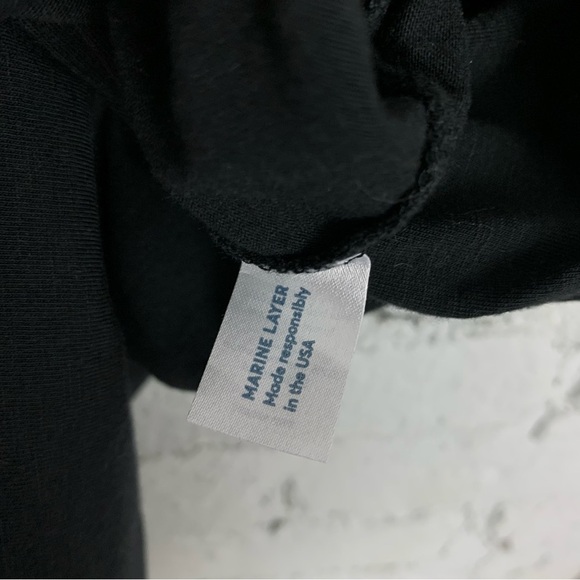 MARINE LAYER
Made responsibly
in the USA